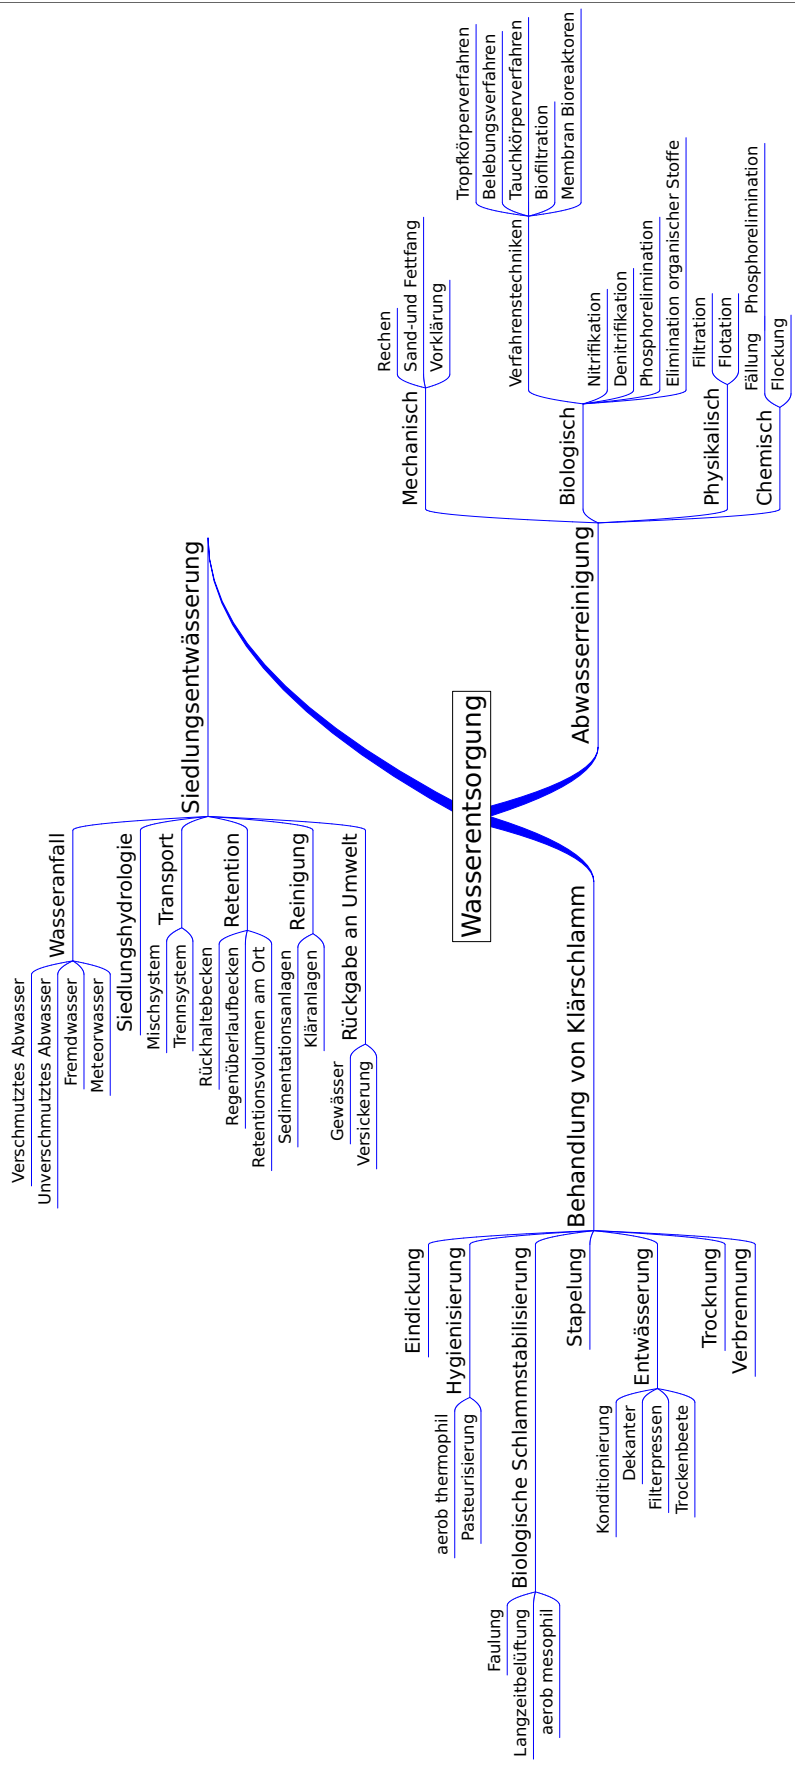 Wasserentsorgung
Siedlungsentwässerung
Wasseranfall
Verschmutztes Abwasser
Unverschmutztes Abwasser
Fremdwasser
Meteorwasser
Siedlungshydrologie
Transport
Mischsystem
Trennsystem
Retention
Rückhaltebecken
Regenüberlaufbecken
Retentionsvolumen am Ort
Reinigung
Sedimentationsanlagen
Kläranlagen
Rückgabe an Umwelt
Gewässer
Versickerung
Abwasserreinigung
Mechanisch
Rechen
Sand-und Fettfang
Vorklärung
Biologisch
Verfahrenstechniken
Tropfkörperverfahren
Belebungsverfahren
Tauchkörperverfahren
Biofiltration
Membran Bioreaktoren
Nitrifikation
Denitrifikation
Phosphorelimination
Elimination organischer Stoffe
Physikalisch
Filtration
Flotation
Chemisch
Fällung Phosphorelimination
Flockung
Behandlung von Klärschlamm
Eindickung
Hygienisierung
aerob thermophil
Pasteurisierung
Biologische Schlammstabilisierung
Faulung
Langzeitbelüftung
aerob mesophil
Stapelung
Entwässerung
Konditionierung
Dekanter
Filterpressen
Trockenbeete
Trocknung
Verbrennung